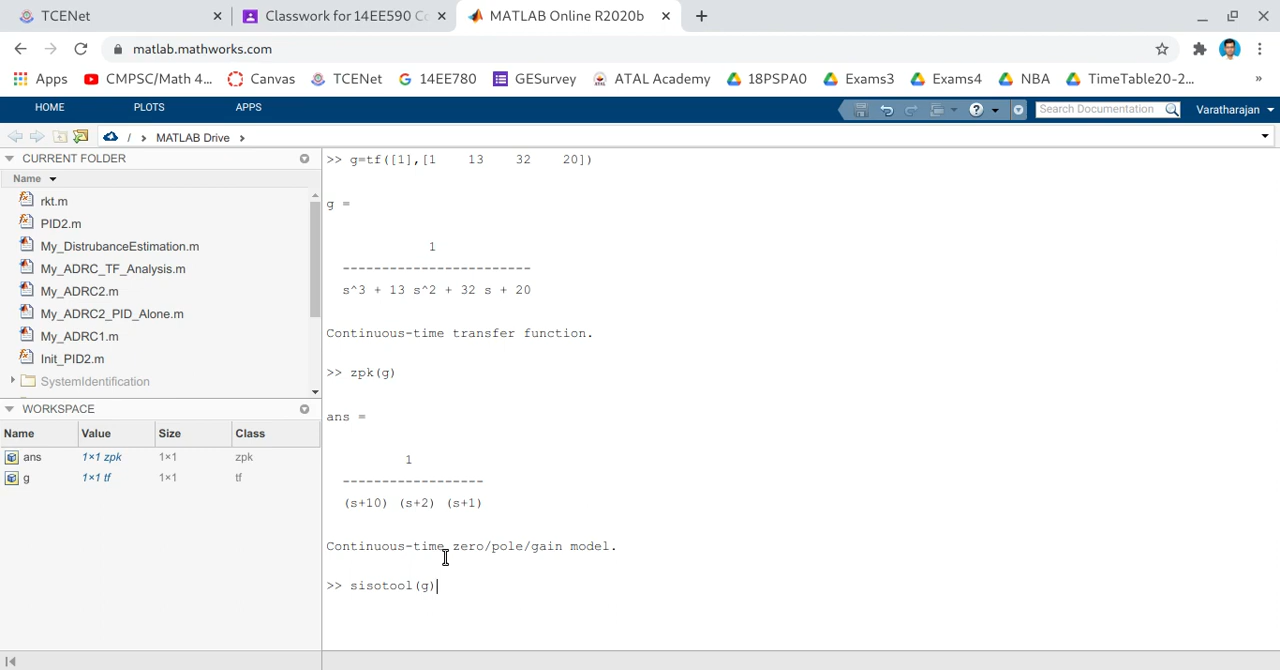 TCENet
Classwork for 14EE590 Co
MATLAB Online R2020b
matlab.mathworks.com
Apps
CMPSC/Math 4...
Canvas
TCENet
14EE780
GESurvey
ATAL Academy
18PSPA0
Exams3
Exams4
NBA
TimeTable20-2...
»
HOME
PLOTS
APPS
Search Documentation
Varatharajan
/ MATLAB Drive
CURRENT FOLDER
Name
rkt.m
PID2.m
My_DistrubanceEstimation.m
My_ADRC_TF_Analysis.m
My_ADRC2.m
My_ADRC2_PID_Alone.m
My_ADRC1.m
Init_PID2.m
SystemIdentification
WORKSPACE
Name Value Size Class
ans 1×1 zpk 1×1 zpk
g 1×1 tf 1×1 tf
>> g=tf([1],[1 13 32 20])
g =
1
------------------------
s^3 + 13 s^2 + 32 s + 20
Continuous-time transfer function.
>> zpk(g)
ans =
1
------------------
(s+10) (s+2) (s+1)
Continuous-time zero/pole/gain model.
>> sisotool(g)